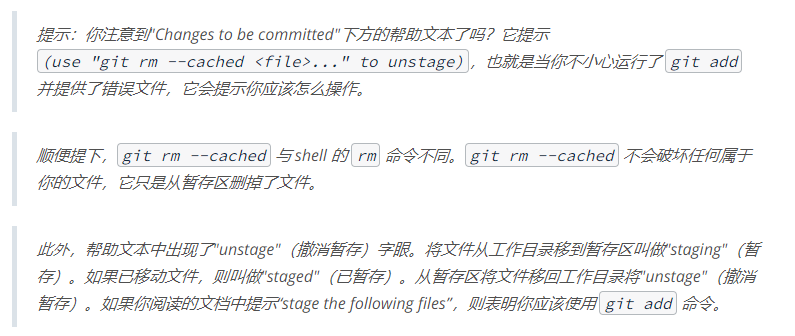 提示：你注意到"Changes to be committed"下方的帮助文本了吗？它提示
(use "git rm --cached <file>..." to unstage)，也就是当你不小心运行了 git add
并提供了错误文件，它会提示你应该怎么操作。
顺便提下，git rm --cached 与 shell 的 rm 命令不同。git rm --cached 不会破坏任何属于
你的文件，它只是从暂存区删掉了文件。
此外，帮助文本中出现了"unstage"（撤消暂存）字眼。将文件从工作目录移到暂存区叫做"staging"（暂
存）。如果已移动文件，则叫做"staged"（已暂存）。从暂存区将文件移回工作目录将"unstage"（撤消
暂存）。如果你阅读的文档中提示“stage the following files”，则表明你应该使用 git add 命令。